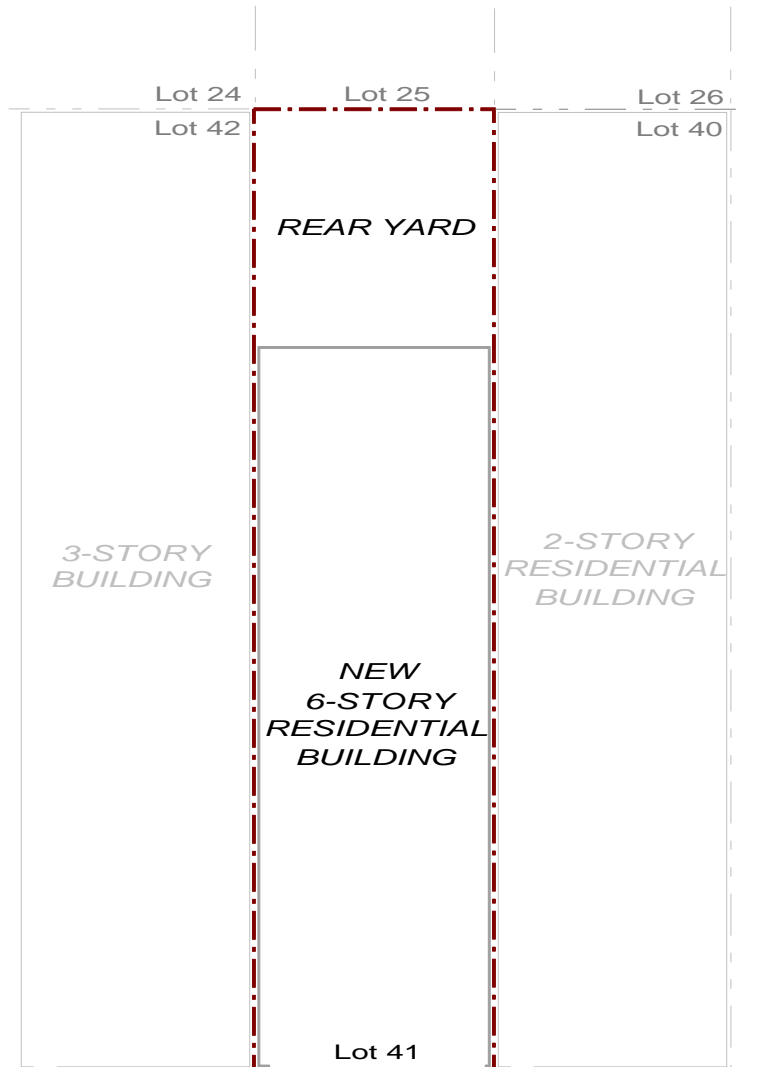 Lot 24
Lot 25
Lot 26
Lot 42
Lot 40
REAR YARD
3-STORY
BUILDING
2-STORY
RESIDENTIAL
BUILDING
NEW
6-STORY
RESIDENTIAL
BUILDING
Lot 41